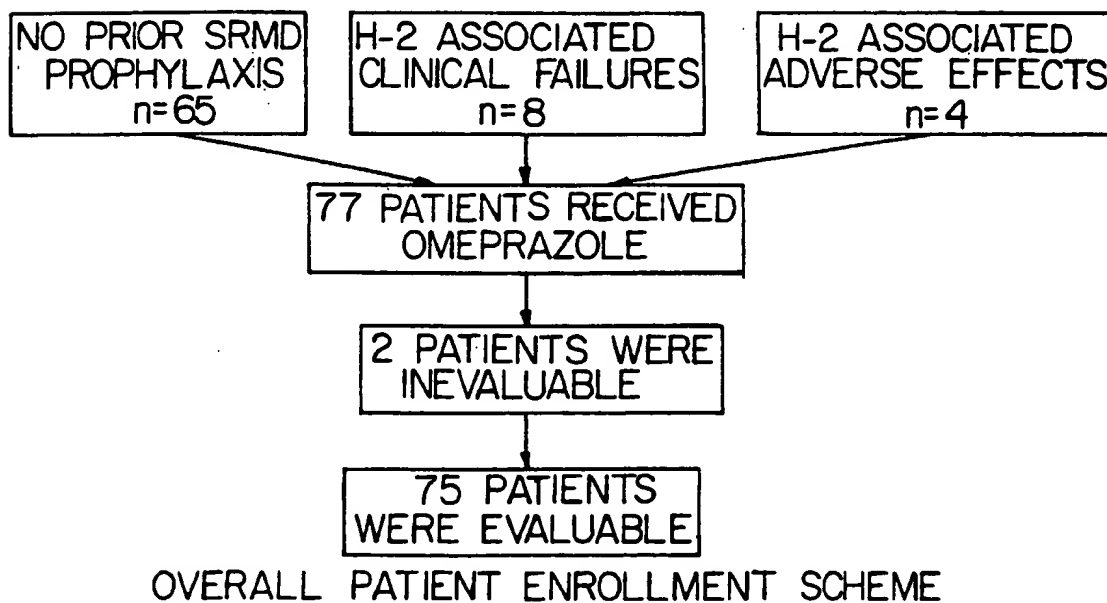 NO PRIOR SRMD
PROPHYLAXIS
n=65
H-2 ASSOCIATED
CLINICAL FAILURES
n=8
H-2 ASSOCIATED
ADVERSE EFFECTS
n=4
77 PATIENTS RECEIVED
OMEPRAZOLE
2 PATIENTS WERE
INEVALUABLE
75 PATIENTS
WERE EVALUABLE
OVERALL PATIENT ENROLLMENT SCHEME